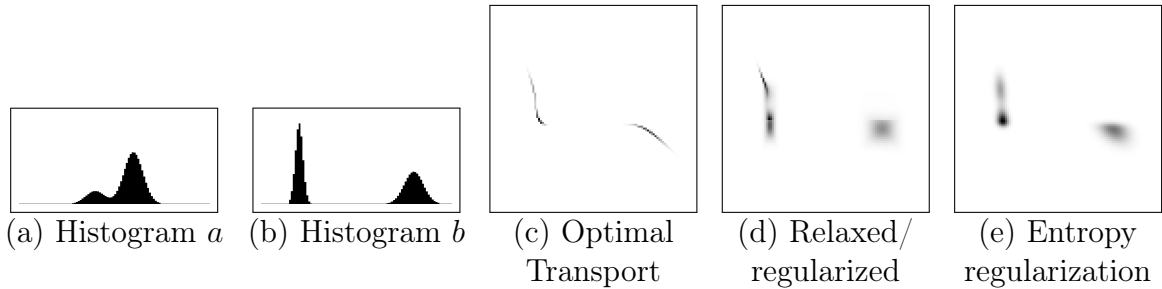 (a) Histogram a
(b) Histogram b
(c) Optimal
Transport
(d) Relaxed/
regularized
(e) Entropy
regularization